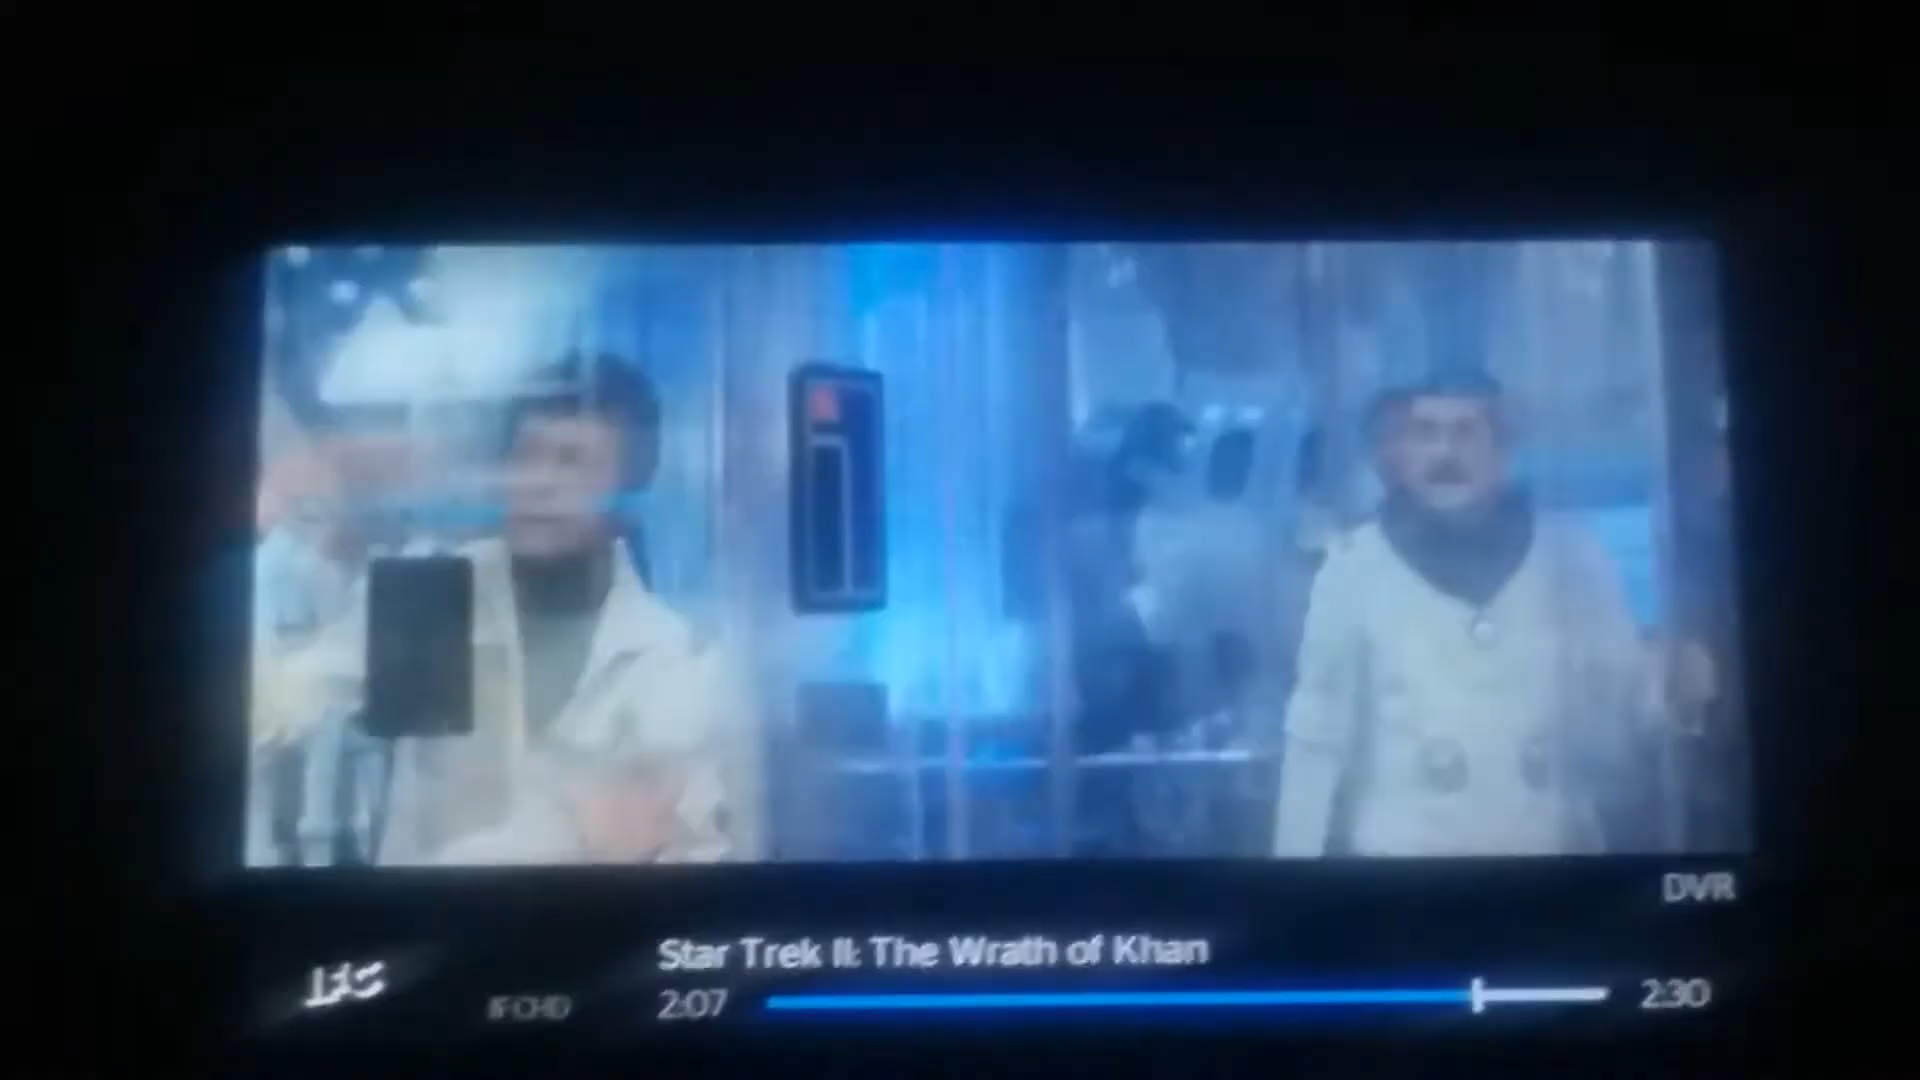 DVR
Star Trek II: The Wrath of Khan
IFC
IFCHD
2:07
2:30